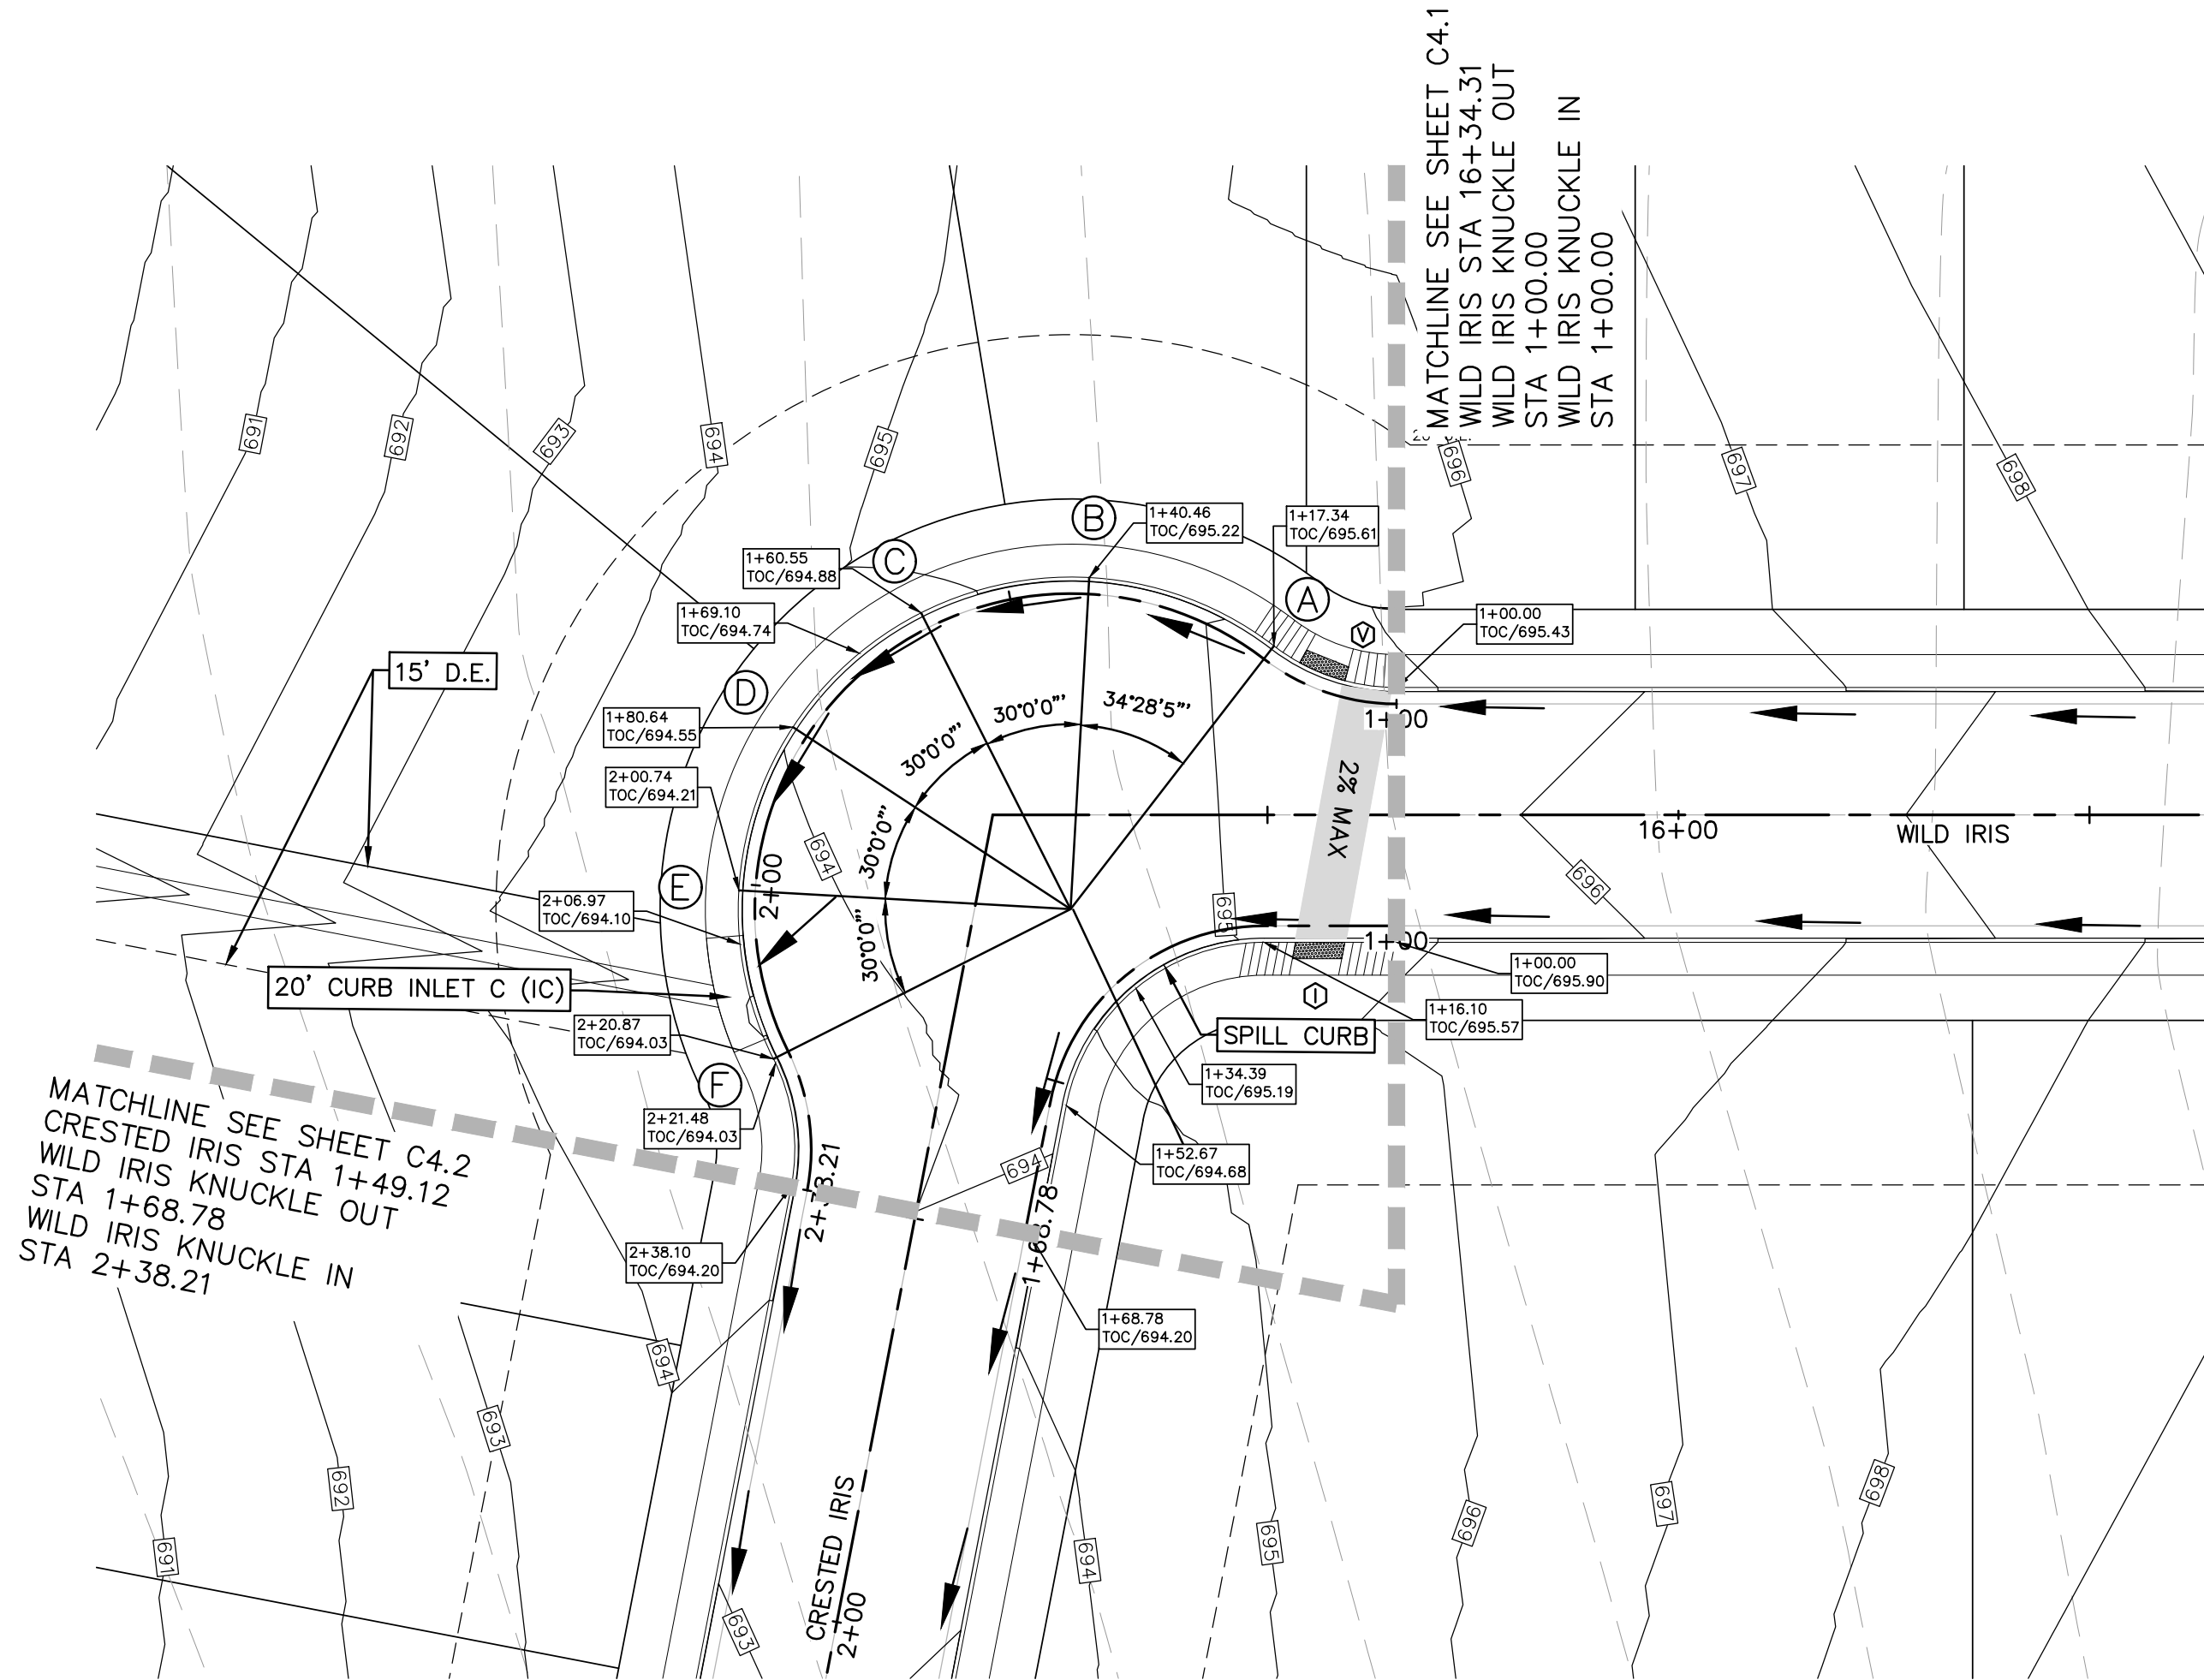 MATCHLINE SEE SHEET C4.1
WILD IRIS STA 16+34.31
WILD IRIS KNUCKLE OUT
STA 1+00.00
WILD IRIS KNUCKLE IN
STA 1+00.00
691
692
693
694
695
696
697
698
B
1+40.46
TOC/695.22
1+17.34
TOC/695.61
1+60.55
TOC/694.88
C
A
1+69.10
TOC/694.74
V
1+00.00
TOC/695.43
15' D.E.
D
1+80.64
TOC/694.55
30°0'0"'
34°28'5"'
30°0'0"'
1+00
2+00.74
TOC/694.21
2% MAX
30°0'0"'
694
16+00
WILD IRIS
E
2+00
696
2+06.97
TOC/694.10
695
30°0'0"'
1+00
20' CURB INLET C (IC)
1+00.00
TOC/695.90
I
1+16.10
TOC/695.57
2+20.87
TOC/694.03
SPILL CURB
F
1+34.39
TOC/695.19
2+21.48
TOC/694.03
MATCHLINE SEE SHEET C4.2
CRESTED IRIS STA 1+49.12
WILD IRIS KNUCKLE OUT
STA 1+68.78
WILD IRIS KNUCKLE IN
STA 2+38.21
1+52.67
TOC/694.68
694
2+38.21
1+68.78
2+38.10
TOC/694.20
1+68.78
TOC/694.20
694
693
692
691
CRESTED IRIS
2+00
693
694
695
696
697
698